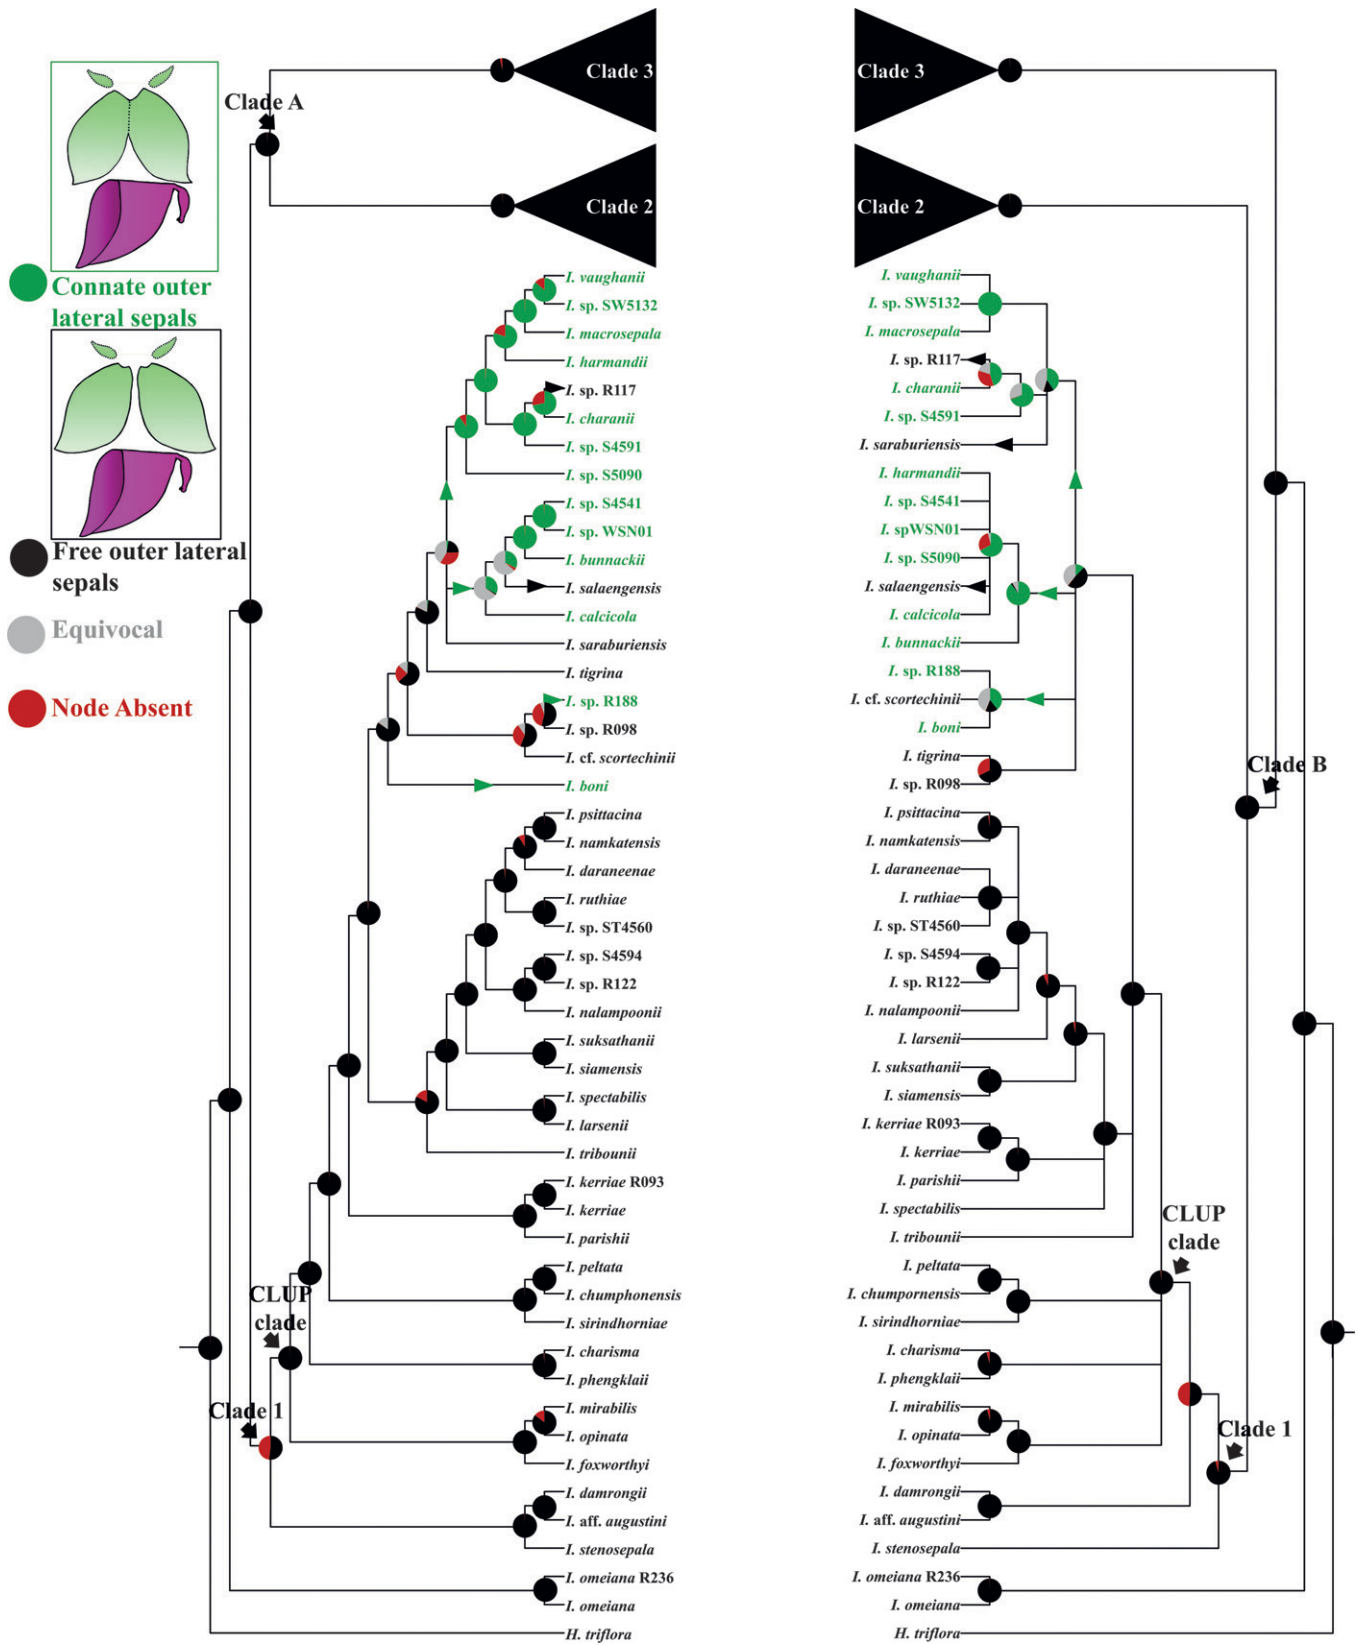 Clade 3
Clade 3
Clade A
Clade 2
Clade 2
Connate outer
lateral sepals
Free outer lateral
sepals
Equivocal
Node Absent
I. vaughanii
I. sp. SW5132
I. macrosepala
I. harmandii
I. sp. R117
I. charanii
I. sp. S4591
I. sp. S5090
I. sp. S4541
I. sp. WSN01
I. bunnackii
I. salaengensis
I. calcicola
I. saraburiensis
I. tigrina
I. sp. R188
I. sp. R098
I. cf. scortechinii
I. boni
I. psittacina
I. namkatensis
I. daraneenae
I. ruthiae
I. sp. ST4560
I. sp. S4594
I. sp. R122
I. nalampoonii
I. suksathanii
I. siamensis
I. spectabilis
I. larsenii
I. tribounii
I. kerriae R093
I. kerriae
I. parishii
I. peltata
I. chumphonensis
I. sirindhorniae
I. charisma
I. phengklaii
I. mirabilis
I. opinata
I. foxworthyi
I. damrongii
I. aff. augustini
I. stenosepala
I. omeiana R236
I. omeiana
H. triflora
CLUP
clade
Clade 1
I. vaughanii
I. sp. SW5132
I. macrosepala
I. sp. R117
I. charanii
I. sp. S4591
I. saraburiensis
I. harmandii
I. sp. S4541
I. spWSN01
I. sp. S5090
I. salaengensis
I. calcicola
I. bunnackii
I. sp. R188
I. cf. scortechinii
I. boni
I. tigrina
I. sp. R098
I. psittacina
I. namkatensis
I. daraneenae
I. ruthiae
I. sp. ST4560
I. sp. S4594
I. sp. R122
I. nalampoonii
I. larsenii
I. suksathanii
I. siamensis
I. kerriae R093
I. kerriae
I. parishii
I. spectabilis
I. tribounii
I. peltata
I. chumpornensis
I. sirindhorniae
I. charisma
I. phengklaii
I. mirabilis
I. opinata
I. foxworthyi
I. damrongii
I. aff. augustini
I. stenosepala
I. omeiana R236
I. omeiana
H. triflora
Clade B
CLUP
clade
Clade 1